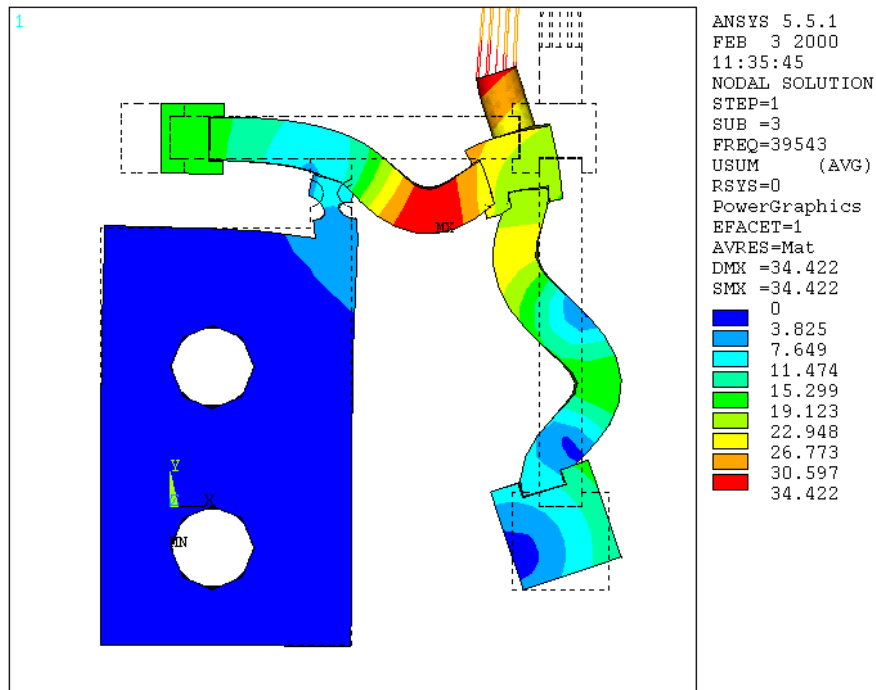 1
ANSYS 5.5.1
FEB 3 2000
11:35:45
NODAL SOLUTION
STEP=1
SUB =3
FREQ=39543
USUM (AVG)
RSYS=0
PowerGraphics
EFACET=1
AVRES=Mat
DMX =34.422
SMX =34.422
0
3.825
7.649
11.474
15.299
19.123
22.948
26.773
30.597
34.422
MX
Y
X
MN